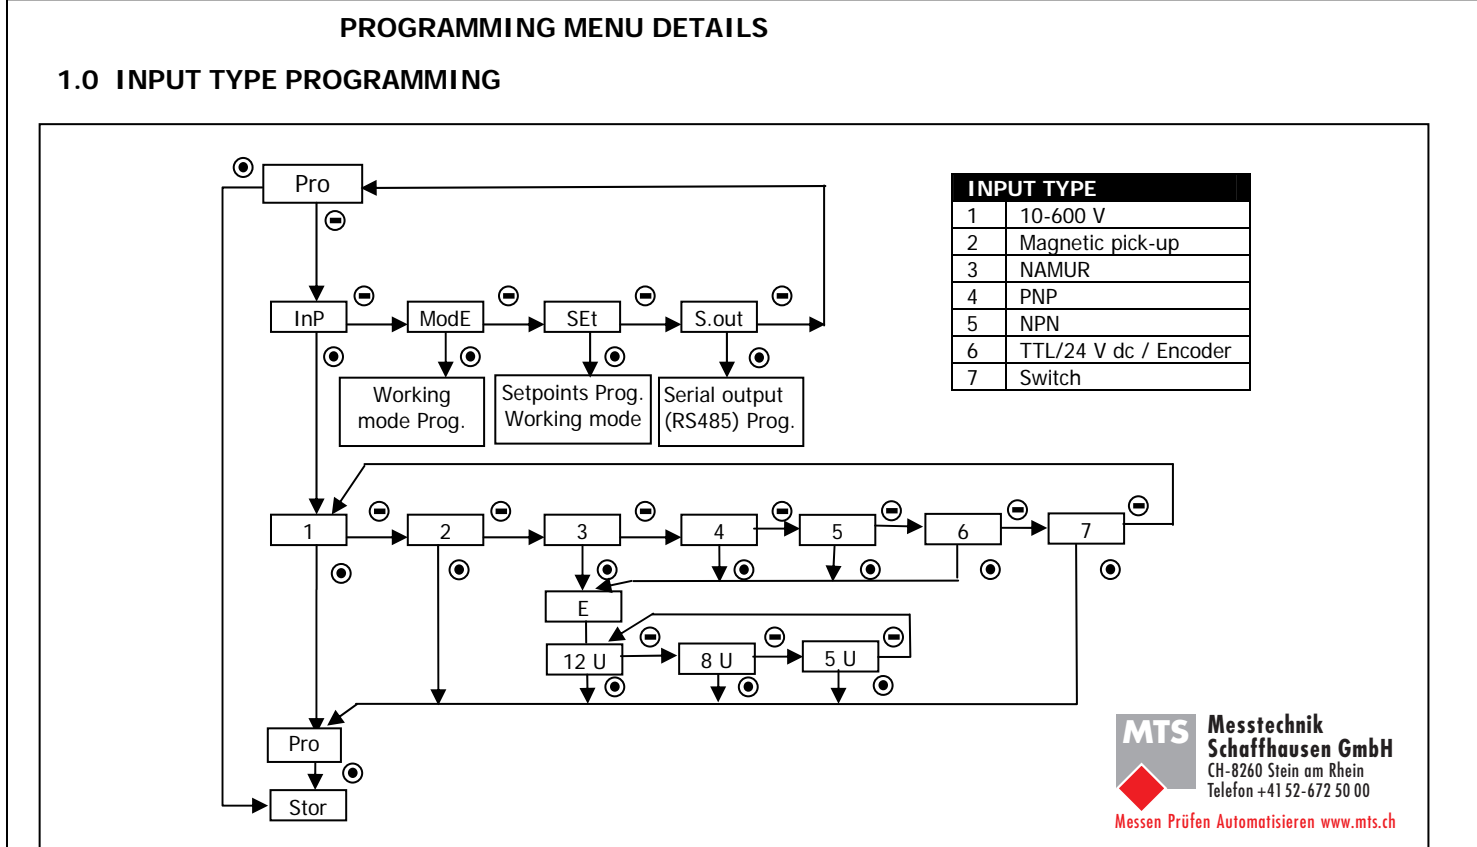 PROGRAMMING MENU DETAILS
1.0 INPUT TYPE PROGRAMMING
Pro
INPUT TYPE
1 10-600 V
2 Magnetic pick-up
3 NAMUR
4 PNP
5 NPN
6 TTL/24 V dc / Encoder
7 Switch
InP
ModE
SEt
S.out
Working
mode Prog.
Setpoints Prog.
Working mode
Serial output
(RS485) Prog.
1
2
3
4
5
6
7
E
12 U
8 U
5 U
Pro
Stor
MTS
Messtechnik
Schaffhausen GmbH
CH-8260 Stein am Rhein
Telefon +41 52-672 50 00
Messen Prüfen Automatisieren www.mts.ch